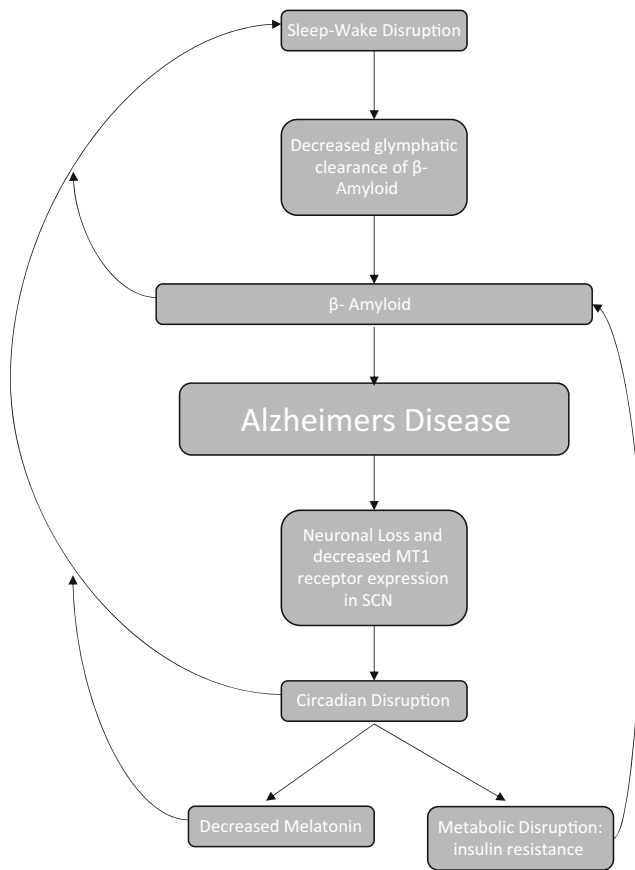 Sleep-Wake Disruption
Decreased glymphatic
clearance of β-
Amyloid
β- Amyloid
Alzheimers Disease
Neuronal Loss and
decreased MT1
receptor expression
in SCN
Circadian Disruption
Decreased Melatonin
Metabolic Disruption:
insulin resistance